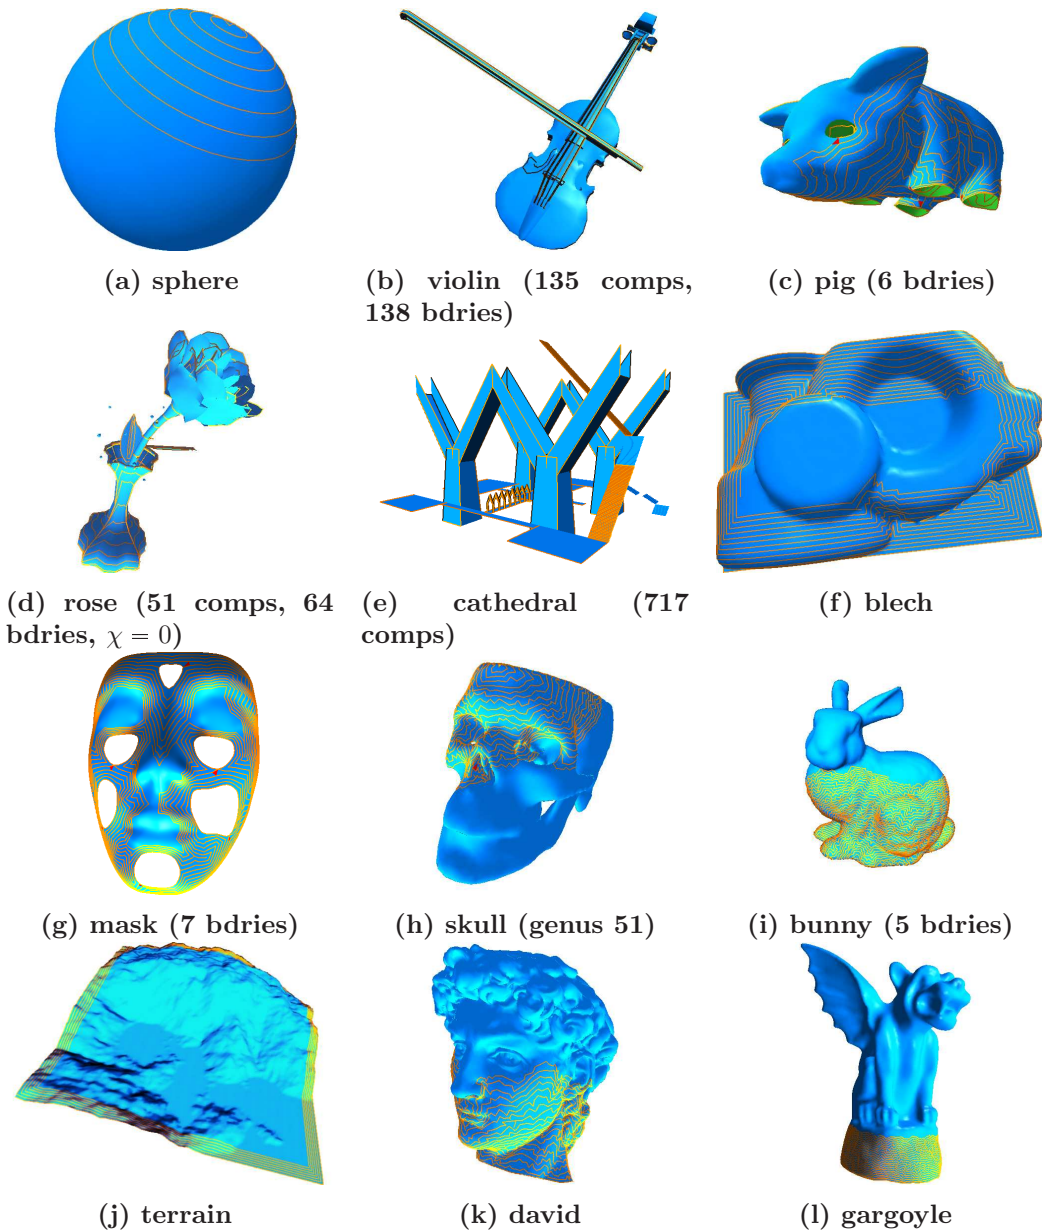 (a) sphere
(b) violin (135 comps,
138 bdries)
(c) pig (6 bdries)
(d) rose (51 comps, 64
bdries, χ = 0)
(e) cathedral (717
comps)
(f) blech
(g) mask (7 bdries)
(h) skull (genus 51)
(i) bunny (5 bdries)
(j) terrain
(k) david
(l) gargoyle